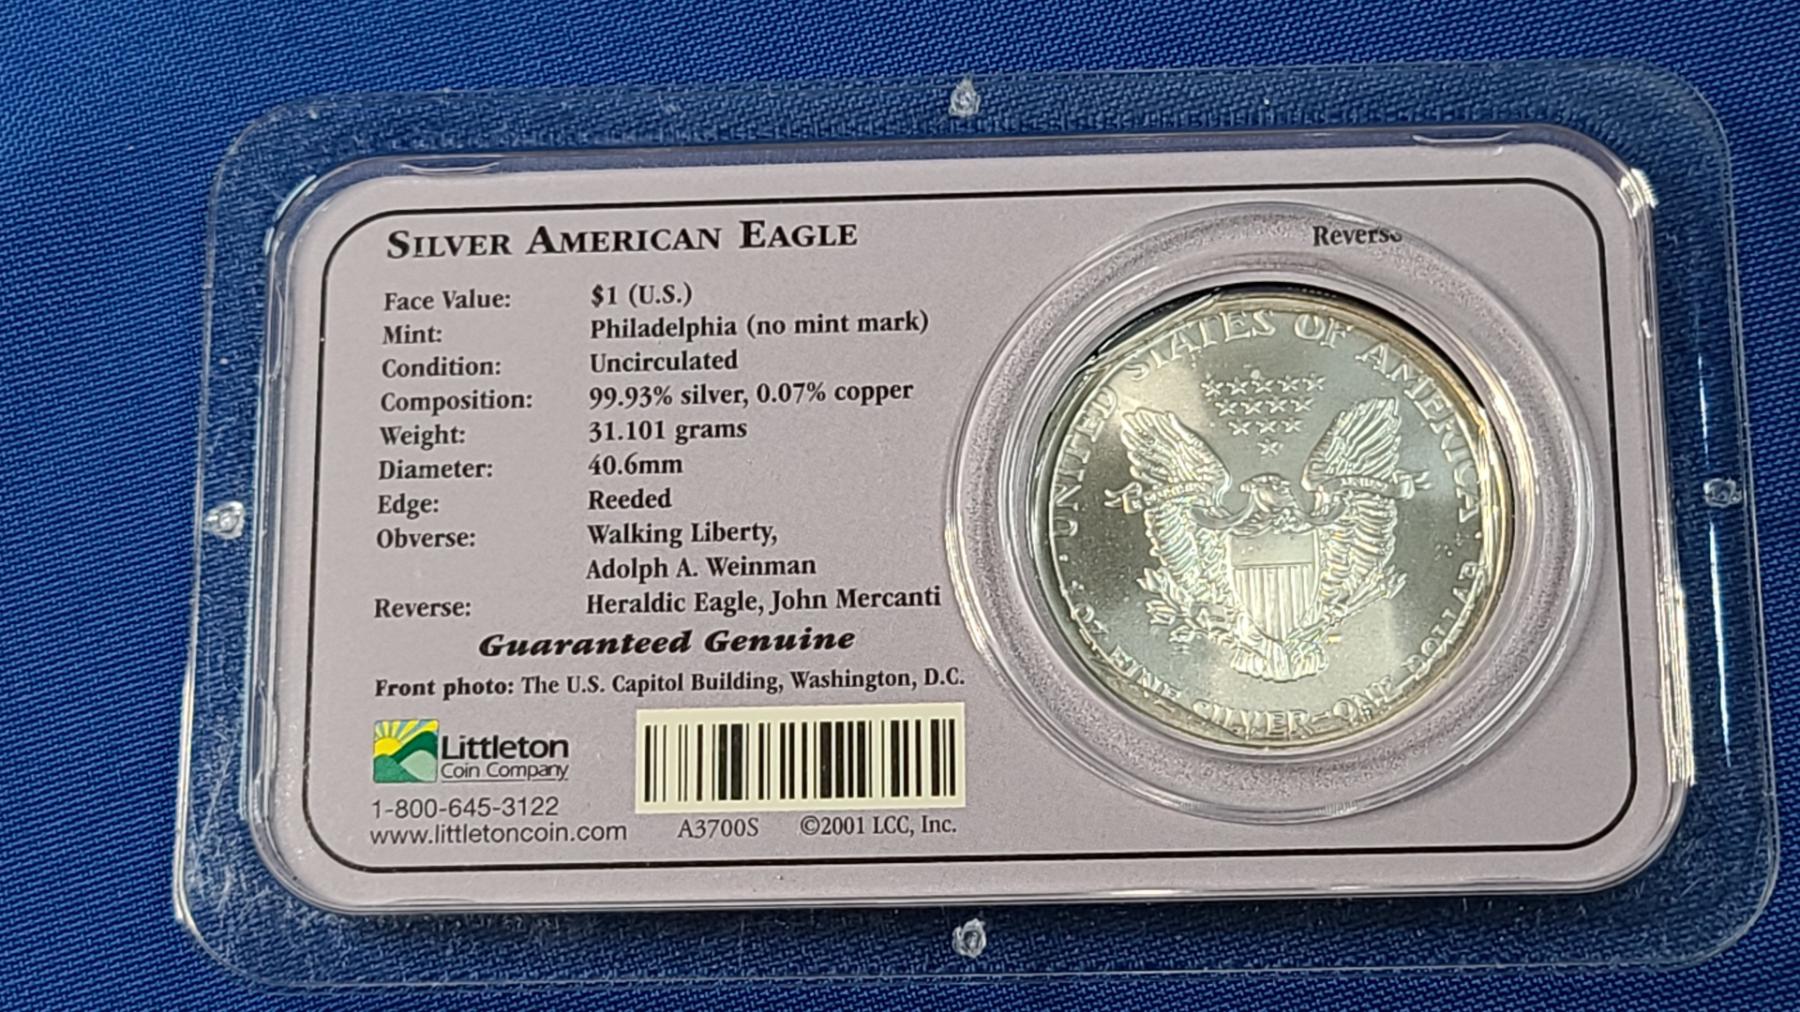 SILVER AMERICAN EAGLE
Face Value: $1 (U.S.)
Mint: Philadelphia (no mint mark)
Condition: Uncirculated
Composition: 99.93% silver, 0.07% copper
Weight: 31.101 grams
Diameter: 40.6mm
Edge: Reeded
Obverse: Walking Liberty,
Adolph A. Weinman
Reverse: Heraldic Eagle, John Mercanti
Guaranteed Genuine
Front photo: The U.S. Capitol Building, Washington, D.C.
Littleton
Coin Company
1-800-645-3122
www.littletoncoin.com
A3700S ©2001 LCC, Inc.
Reverse
UNITED STATES OF AMERICA
OZ. FINE SILVER–ONE DOLLAR